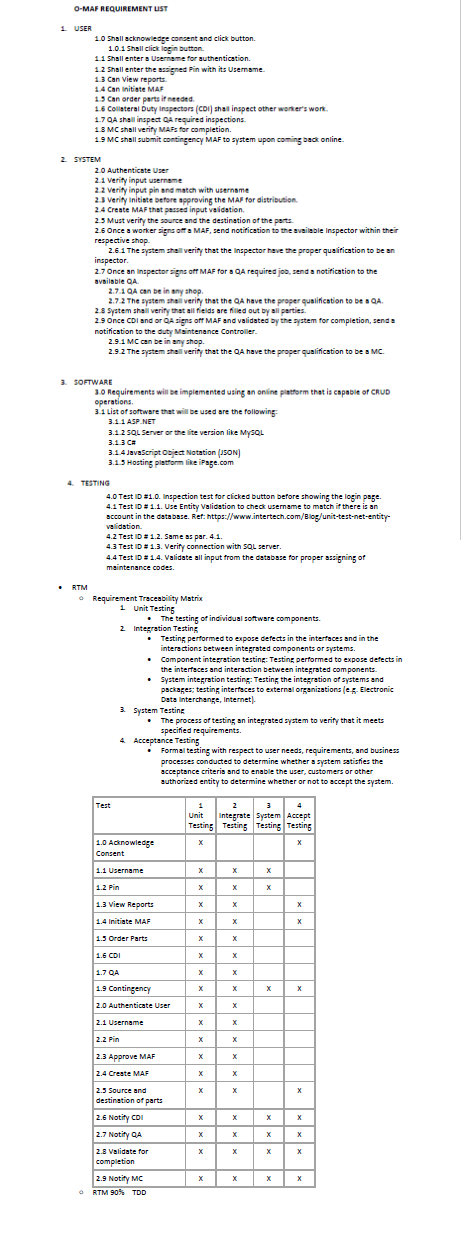 O-MAF REQUIREMENT LIST
1. USER
1.0 Shall acknowledge consent and click button.
1.0.1 Shall click login button.
1.1 Shall enter a Username for authentication.
1.2 Shall enter the assigned Pin with its Username.
1.3 Can View reports.
1.4 Can Initiate MAF
1.5 Can order parts if needed.
1.6 Collateral Duty Inspectors (CDI) shall inspect other worker's work.
1.7 QA shall inspect QA required inspections.
1.8 MC shall verify MAFs for completion.
1.9 MC shall submit contingency MAF to system upon coming back online.
2. SYSTEM
2.0 Authenticate User
2.1 Verify input username
2.2 Verify input pin and match with username
2.3 Verify Initiate before approving the MAF for distribution.
2.4 Create MAF that passed input validation.
2.5 Must verify the source and the destination of the parts.
2.6 Once a worker signs off a MAF, send notification to the available Inspector within their
respective shop.
2.6.1 The system shall verify that the Inspector have the proper qualification to be an
inspector.
2.7 Once an Inspector signs off MAF for a QA required job, send a notification to the
available QA.
2.7.1 QA can be in any shop.
2.7.2 The system shall verify that the QA have the proper qualification to be a QA.
2.8 System shall verify that all fields are filled out by all parties.
2.9 Once CDI and or QA signs off MAF and validated by the system for completion, send a
notification to the duty Maintenance Controller.
2.9.1 MC can be in any shop.
2.9.2 The system shall verify that the QA have the proper qualification to be a MC.
3. SOFTWARE
3.0 Requirements will be implemented using an online platform that is capable of CRUD
operations.
3.1 List of software that will be used are the following:
3.1.1 ASP.NET
3.1.2 SQL Server or the lite version like MySQL
3.1.3 C#
3.1.4 JavaScript Object Notation (JSON)
3.1.5 Hosting platform like iPage.com
4. TESTING
4.0 Test ID #1.0. Inspection test for clicked button before showing the login page.
4.1 Test ID # 1.1. Use Entity Validation to check username to match if there is an
account in the database. Ref: https://www.intertech.com/Blog/unit-test-net-entity-
validation.
4.2 Test ID # 1.2. Same as par. 4.1.
4.3 Test ID # 1.3. Verify connection with SQL server.
4.4 Test ID # 1.4. Validate all input from the database for proper assigning of
maintenance codes.
• RTM
o Requirement Traceability Matrix
1. Unit Testing
• The testing of individual software components.
2. Integration Testing
• Testing performed to expose defects in the interfaces and in the
interactions between integrated components or systems.
• Component integration testing: Testing performed to expose defects in
the interfaces and interaction between integrated components.
• System integration testing: Testing the integration of systems and
packages; testing interfaces to external organizations (e.g. Electronic
Data Interchange, Internet).
3. System Testing
• The process of testing an integrated system to verify that it meets
specified requirements.
4. Acceptance Testing
• Formal testing with respect to user needs, requirements, and business
processes conducted to determine whether a system satisfies the
acceptance criteria and to enable the user, customers or other
authorized entity to determine whether or not to accept the system.
Test 1 2 3 4
Unit Integrate System Accept
Testing Testing Testing Testing
1.0 Acknowledge X X
Consent
1.1 Username X X X
1.2 Pin X X X
1.3 View Reports X X X
1.4 Initiate MAF X X X
1.5 Order Parts X X
1.6 CDI X X
1.7 QA X X
1.9 Contingency X X X X
2.0 Authenticate User X X
2.1 Username X X
2.2 Pin X X
2.3 Approve MAF X X
2.4 Create MAF X X
2.5 Source and X X X
destination of parts
2.6 Notify CDI X X X X
2.7 Notify QA X X X X
2.8 Validate for X X X X
completion
2.9 Notify MC X X X X
o RTM 90% TDD